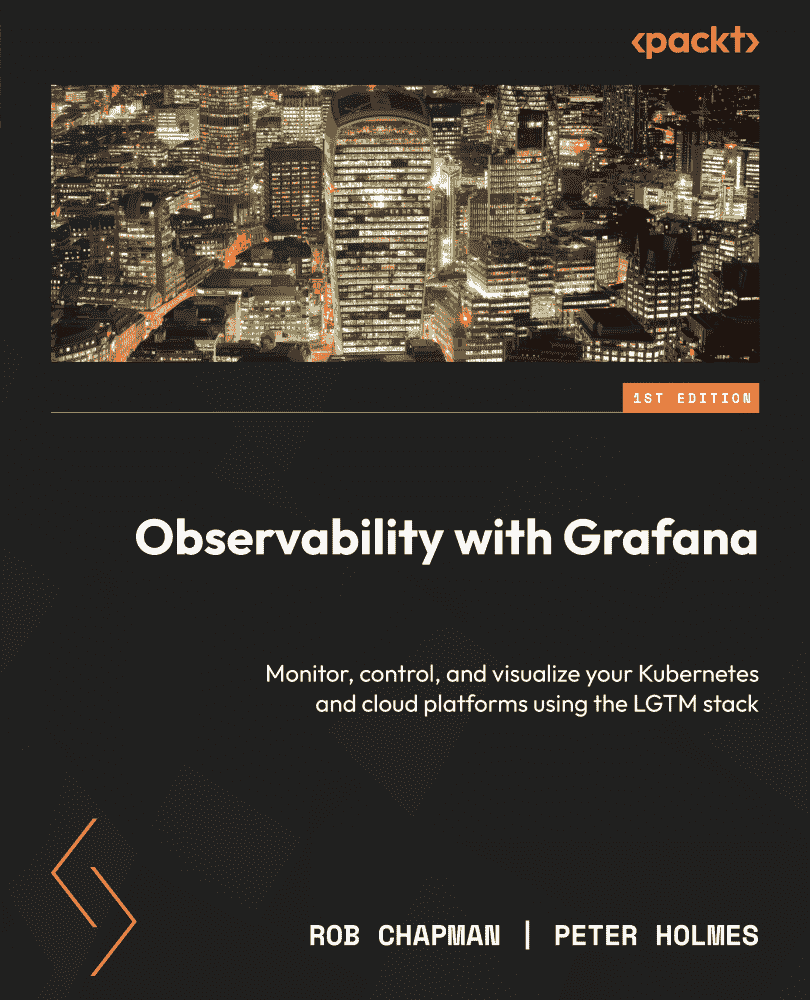 <packt>
1ST EDITION
Observability with Grafana
Monitor, control, and visualize your Kubernetes
and cloud platforms using the LGTM stack
ROB CHAPMAN | PETER HOLMES